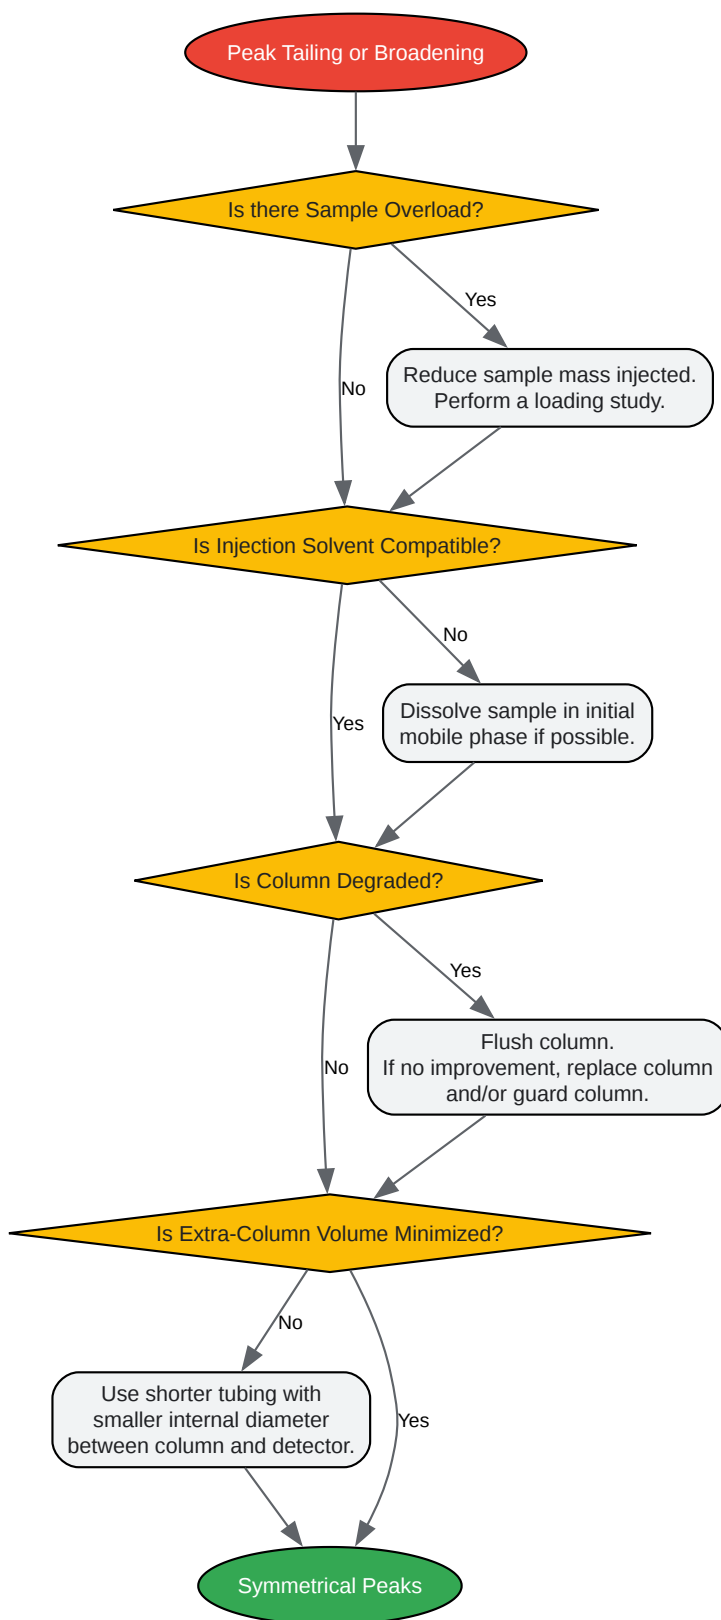 Peak Tailing or Broadening
Is there Sample Overload?
Yes
Reduce sample mass injected.
Perform a loading study.
No
Is Injection Solvent Compatible?
No
Dissolve sample in initial
mobile phase if possible.
Yes
Is Column Degraded?
Yes
Flush column.
If no improvement, replace column
and/or guard column.
No
Is Extra-Column Volume Minimized?
No
Use shorter tubing with
smaller internal diameter
between column and detector.
Yes
Symmetrical Peaks